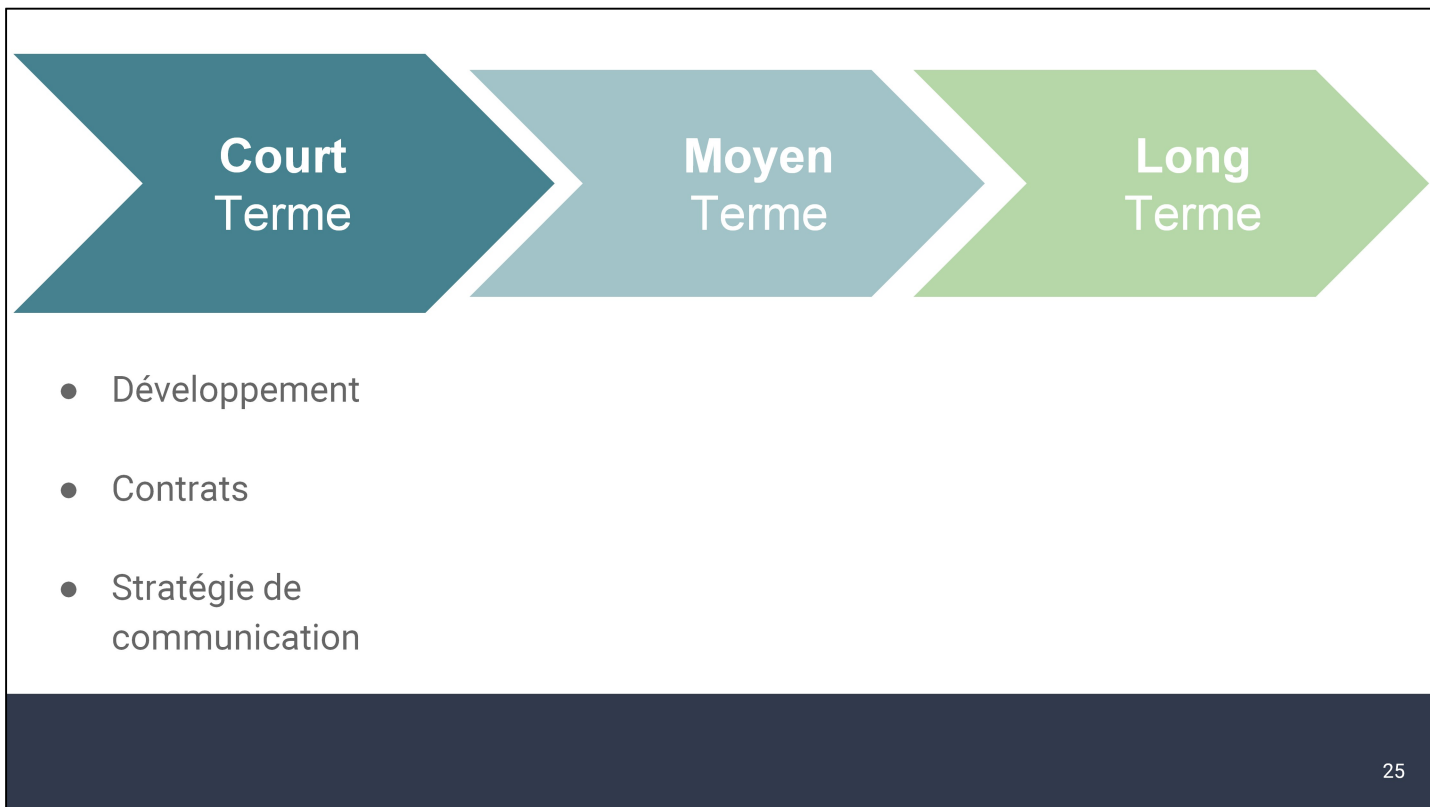 Court
Terme
Moyen
Terme
Long
Terme
● Développement
● Contrats
● Stratégie de
communication
25